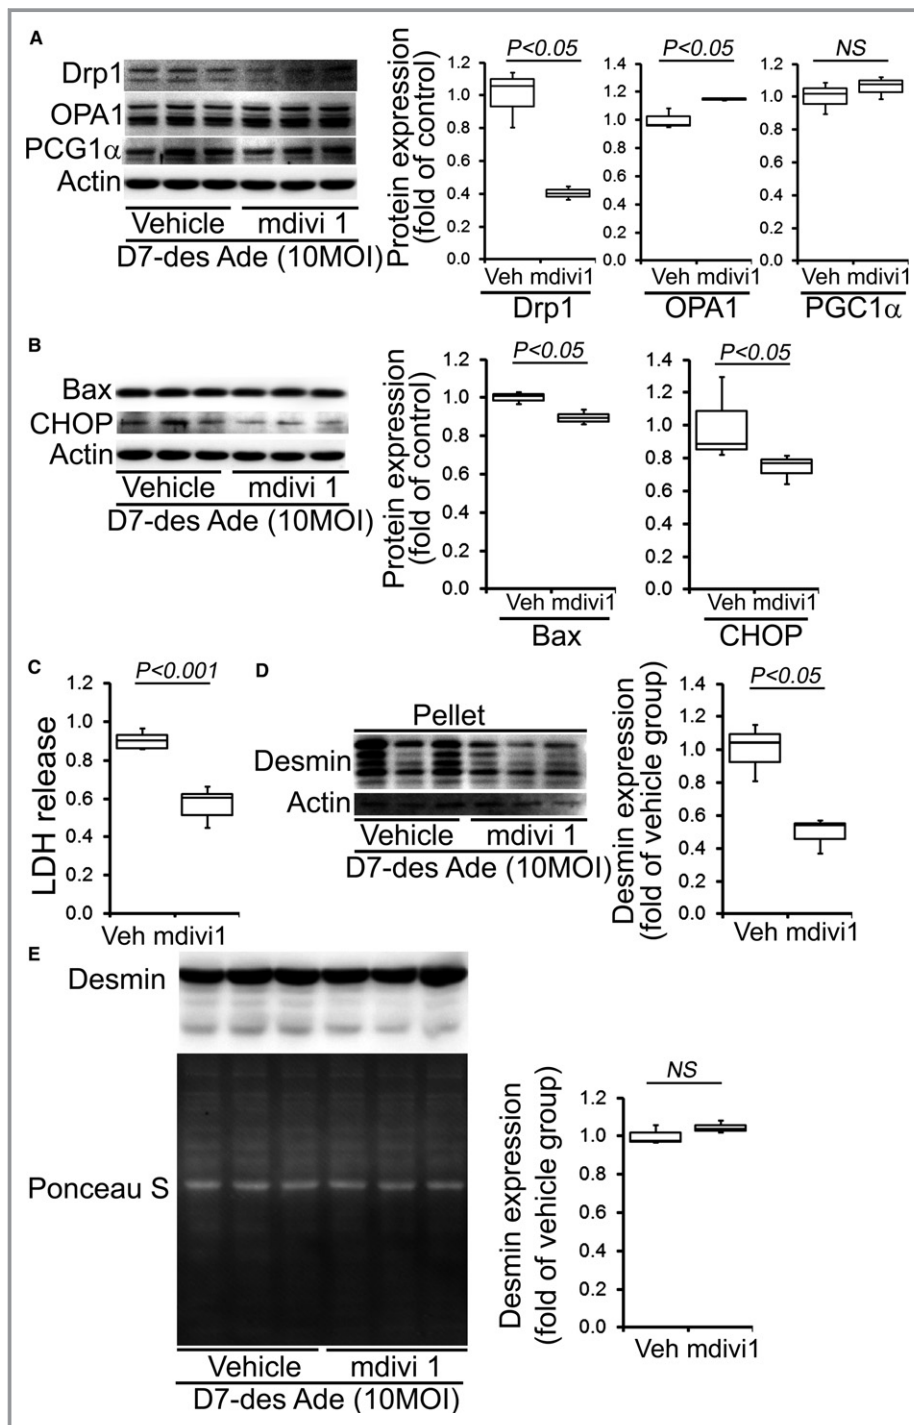 A
Drp1
OPA1
PCG1α
Actin
Vehicle mdivi 1
D7-des Ade (10MOI)
Protein expression
(fold of control)
P<0.05
1.2
1.0
0.8
0.6
0.4
0.2
0.0
Veh mdivi1
Drp1
P<0.05
1.4
1.2
1.0
0.8
0.6
0.4
0.2
0.0
Veh mdivi1
OPA1
NS
1.2
1.0
0.8
0.6
0.4
0.2
0.0
Veh mdivi1
PGC1α
B
Bax
CHOP
Actin
Vehicle mdivi 1
D7-des Ade (10MOI)
Protein expression
(fold of control)
P<0.05
1.2
1.0
0.8
0.6
0.4
0.2
0.0
Veh mdivi1
Bax
P<0.05
1.4
1.2
1.0
0.8
0.6
0.4
0.2
0.0
Veh mdivi1
CHOP
C
LDH release
P<0.001
1.2
1.0
0.8
0.6
0.4
0.2
0.0
Veh mdivi1
D
Pellet
Desmin
Actin
Vehicle mdivi 1
D7-des Ade (10MOI)
Desmin expression
(fold of vehicle group)
P<0.05
1.4
1.2
1.0
0.8
0.6
0.4
0.2
0.0
Veh mdivi1
E
Desmin
Ponceau S
Vehicle mdivi 1
D7-des Ade (10MOI)
Desmin expression
(fold of vehicle group)
NS
1.2
1.0
0.8
0.6
0.4
0.2
0.0
Veh mdivi1